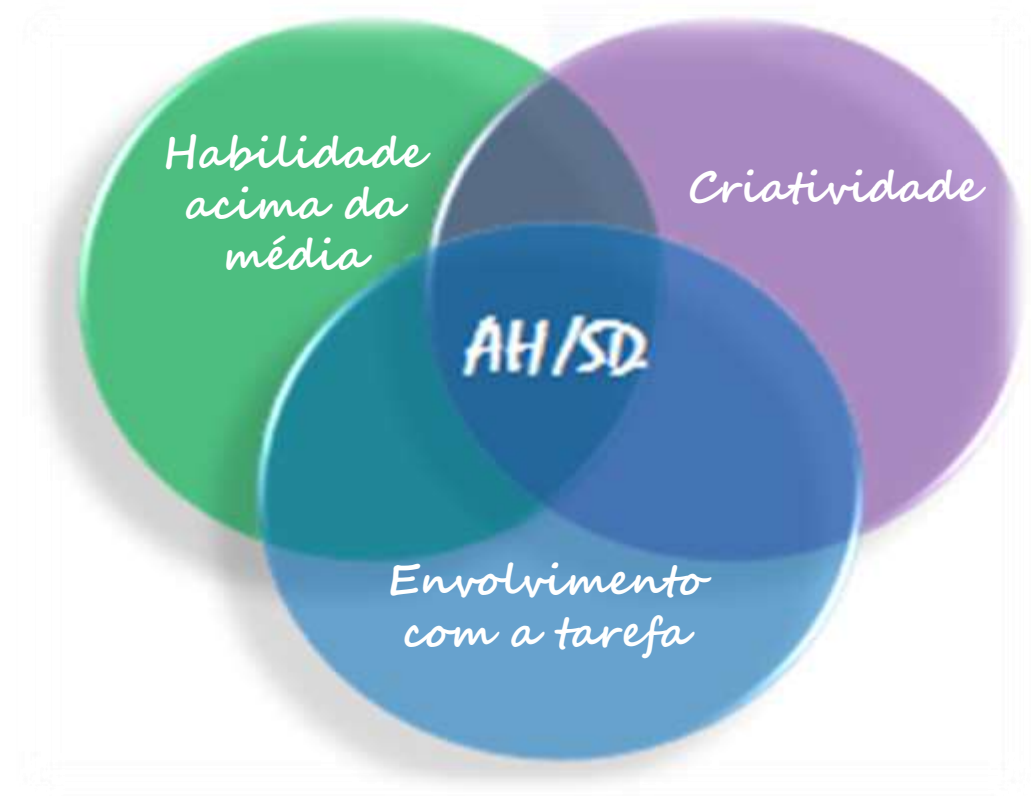 Habilidade
acima da
média
Criatividade
AH/SD
Envolvimento
com a tarefa